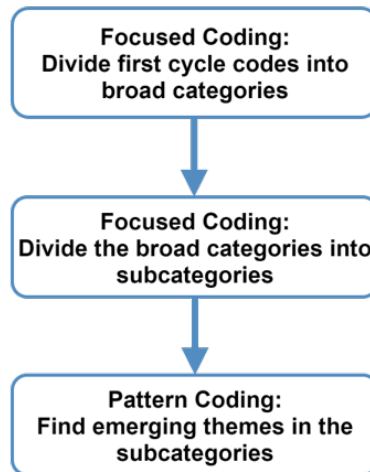 Focused Coding:
Divide first cycle codes into
broad categories
Focused Coding:
Divide the broad categories into
subcategories
Pattern Coding:
Find emerging themes in the
subcategories